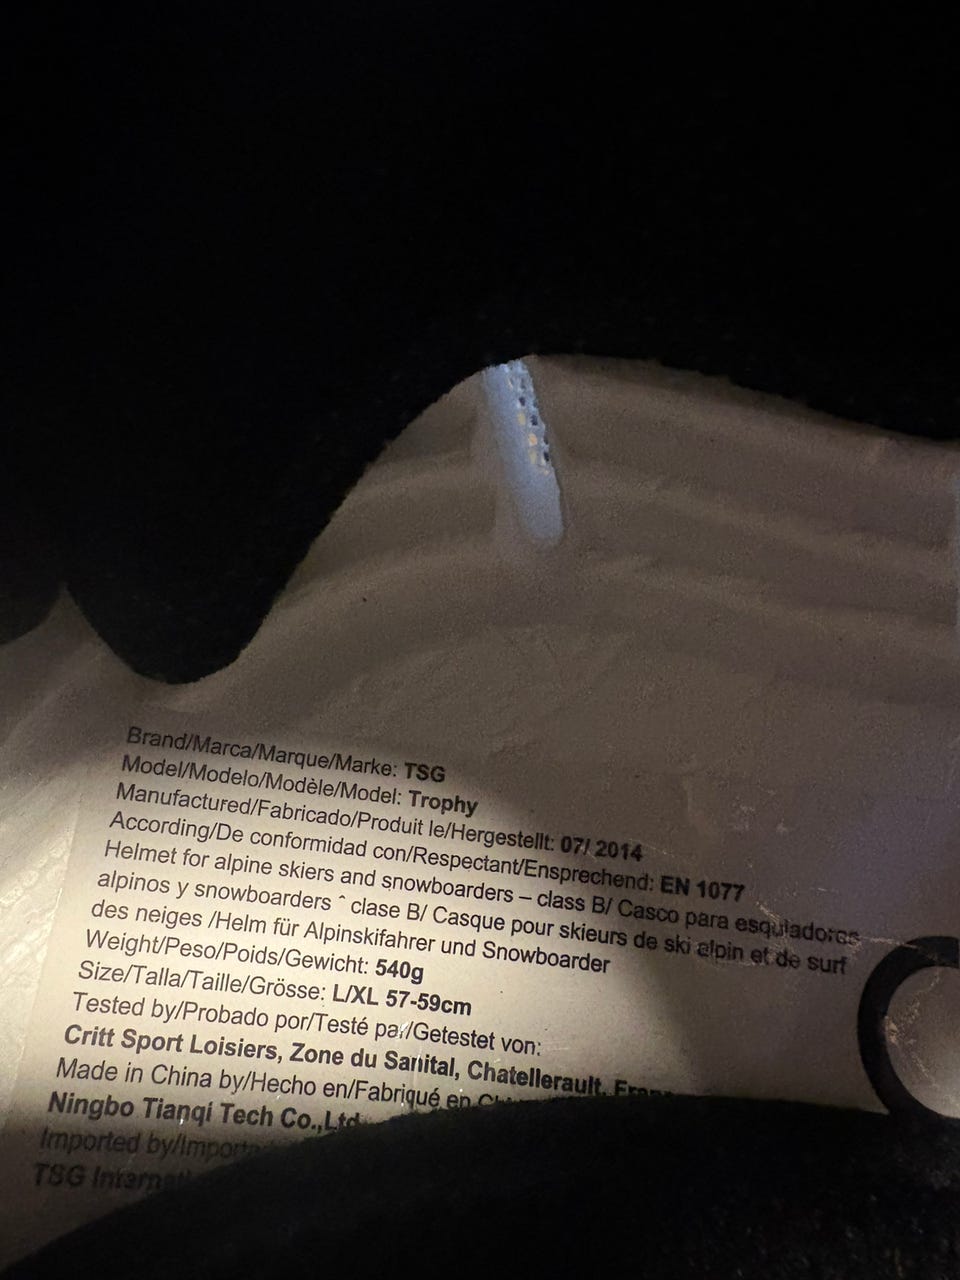 Brand/Marca/Marque/Marke: TSG
Model/Modelo/Modèle/Model: Trophy
Manufactured/Fabricado/Produit le/Hergestellt: 07/ 2014
According/De conformidad con/Respectant/Ensprechend: EN 1077
Helmet for alpine skiers and snowboarders – class B/ Casco para esquiadores
alpinos y snowboarders ˆ clase B/ Casque pour skieurs de ski alpin et de surf
des neiges /Helm für Alpinskifahrer und Snowboarder
Weight/Peso/Poids/Gewicht: 540g
Size/Talla/Taille/Grösse: L/XL 57-59cm
Tested by/Probado por/Testé par/Getestet von:
Critt Sport Loisiers, Zone du Sanital, Chatellerault,
Made in China by/Hecho en/Fabriqué en
Ningbo Tianqi Tech Co.,Ltd
Imported by/
TSG